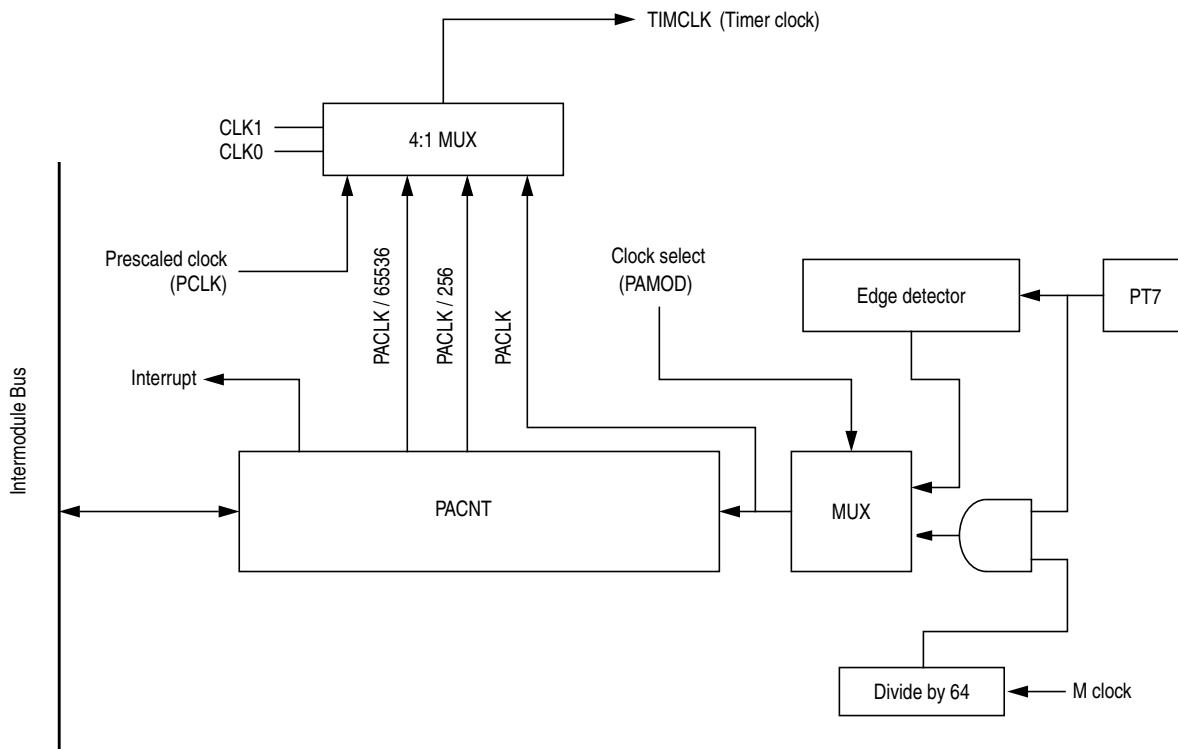 TIMCLK (Timer clock)
CLK1
CLK0
4:1 MUX
Prescaled clock
(PCLK)
PACLK / 65536
PACLK / 256
PACLK
Clock select
(PAMOD)
Edge detector
PT7
Interrupt
Intermodule Bus
PACNT
MUX
Divide by 64
M clock